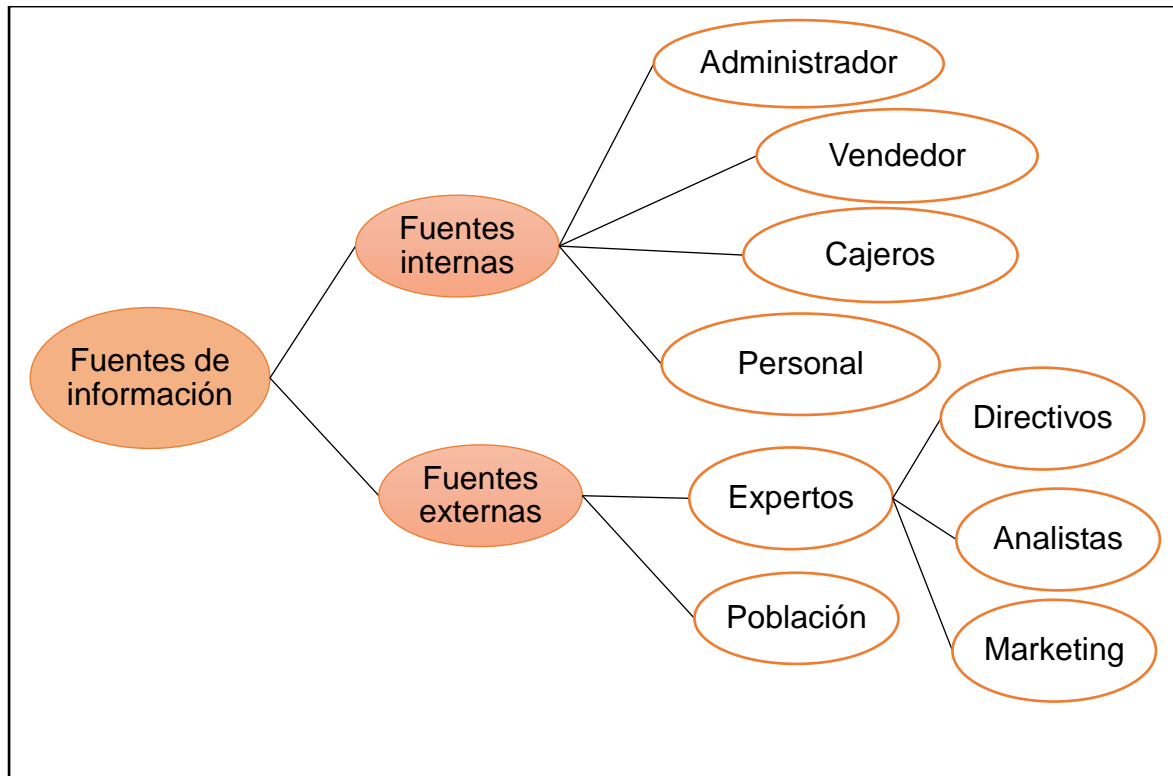 Administrador
Vendedor
Fuentes
internas
Cajeros
Fuentes de
información
Personal
Directivos
Fuentes
externas
Expertos
Analistas
Población
Marketing